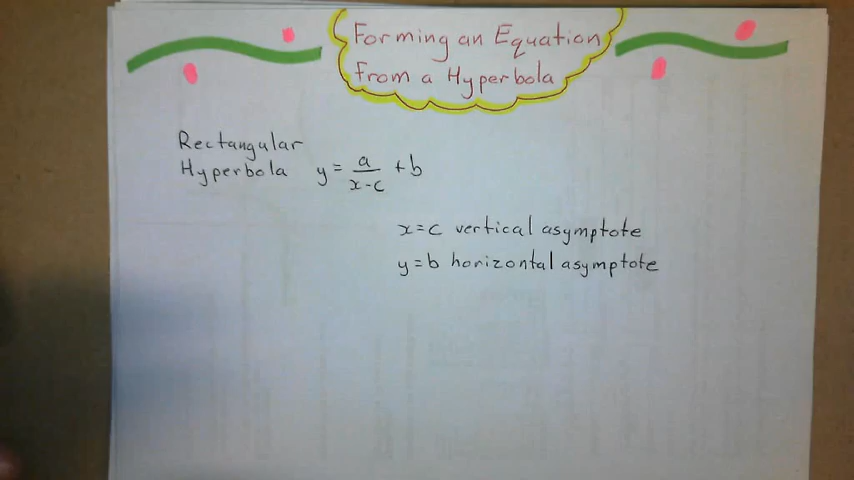 Forming an Equation
from a Hyperbola
Rectangular
Hyperbola y = a/(x-c) + b
x=c vertical asymptote
y=b horizontal asymptote